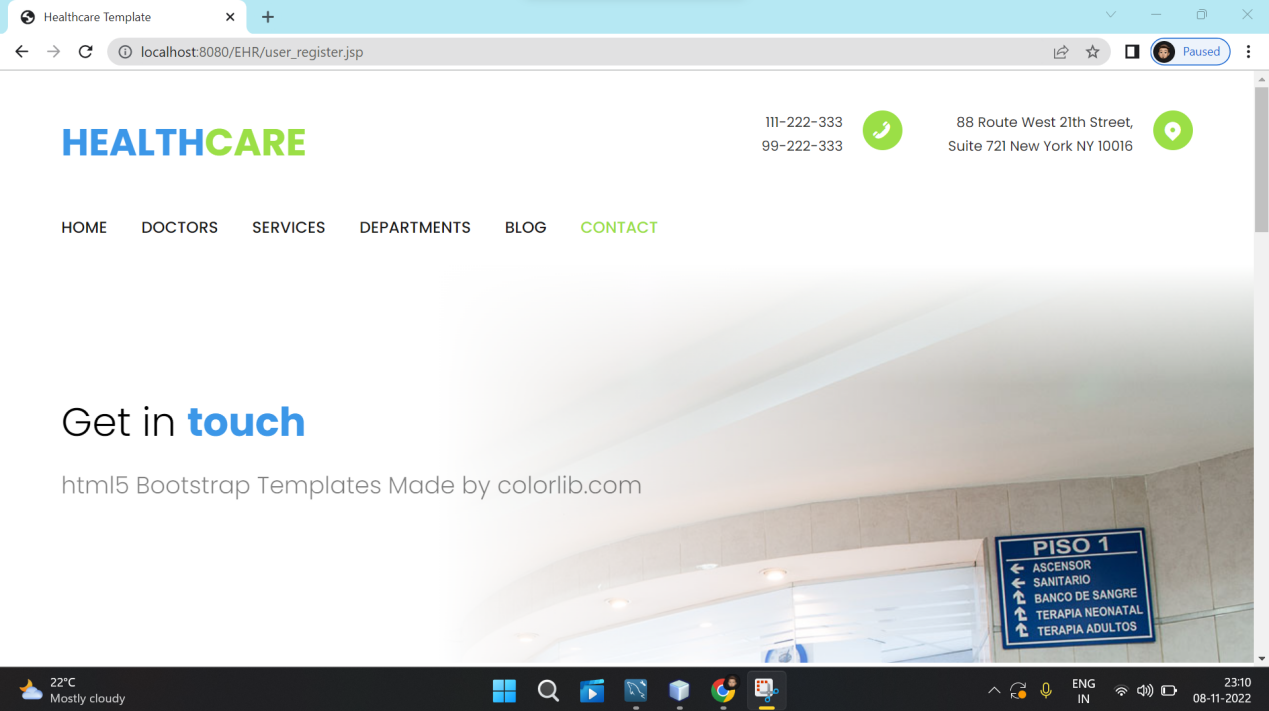 Healthcare Template
localhost:8080/EHR/user_register.jsp
Paused
HEALTHCARE
111-222-333
99-222-333
88 Route West 21th Street,
Suite 721 New York NY 10016
HOME DOCTORS SERVICES DEPARTMENTS BLOG CONTACT
Get in touch
html5 Bootstrap Templates Made by colorlib.com
PISO 1
ASCENSOR
SANITARIO
BANCO DE SANGRE
TERAPIA NEONATAL
TERAPIA ADULTOS
22°C
Mostly cloudy
ENG
IN
23:10
08-11-2022